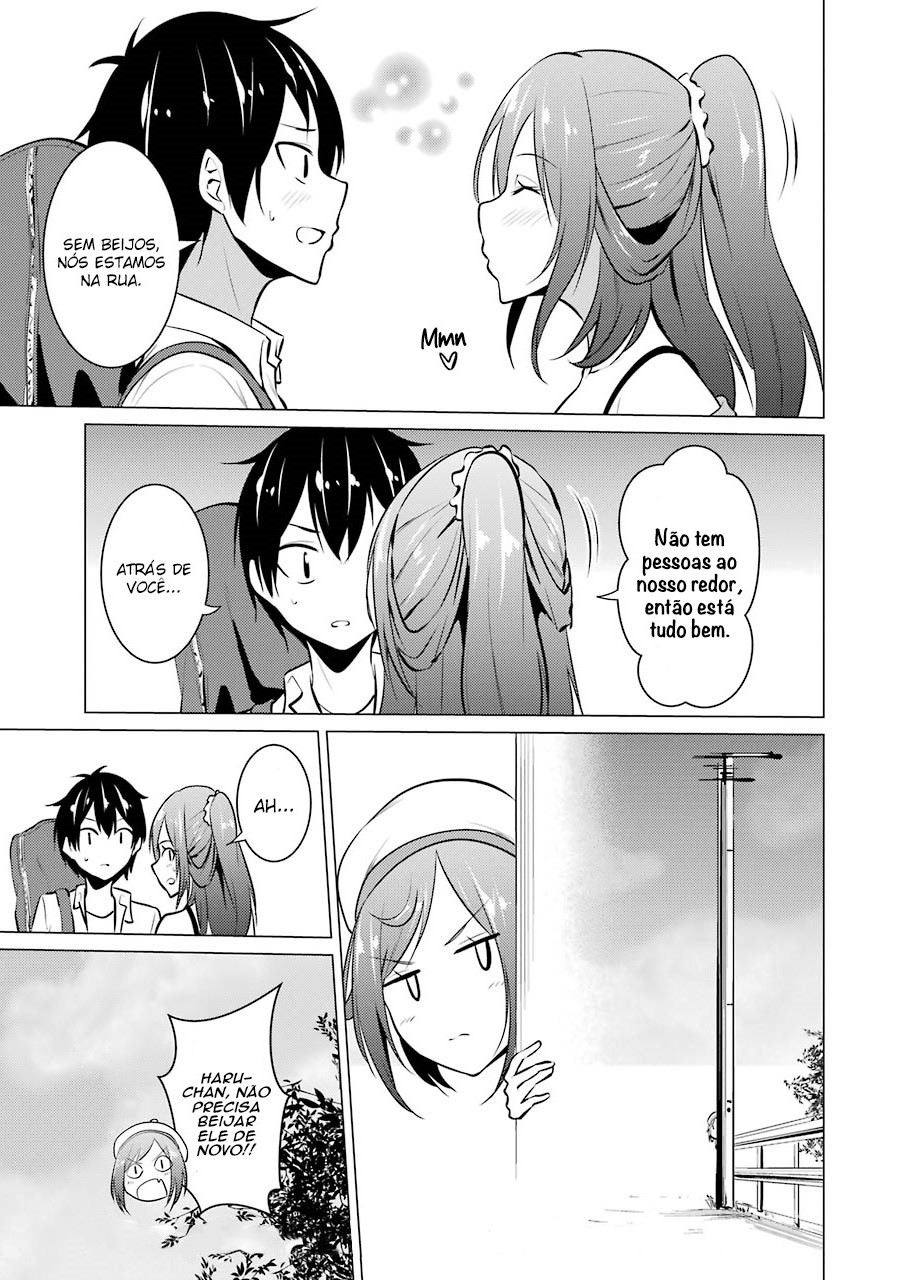 SEM BEIJOS,
NÓS ESTAMOS
NA RUA.
Mmn
Não tem
pessoas ao
nosso redor,
então está
tudo bem.
ATRÁS DE
VOCÊ...
AH...
HARU-
CHAN, NÃO
PRECISA
BEIJAR
ELE DE
NOVO!!